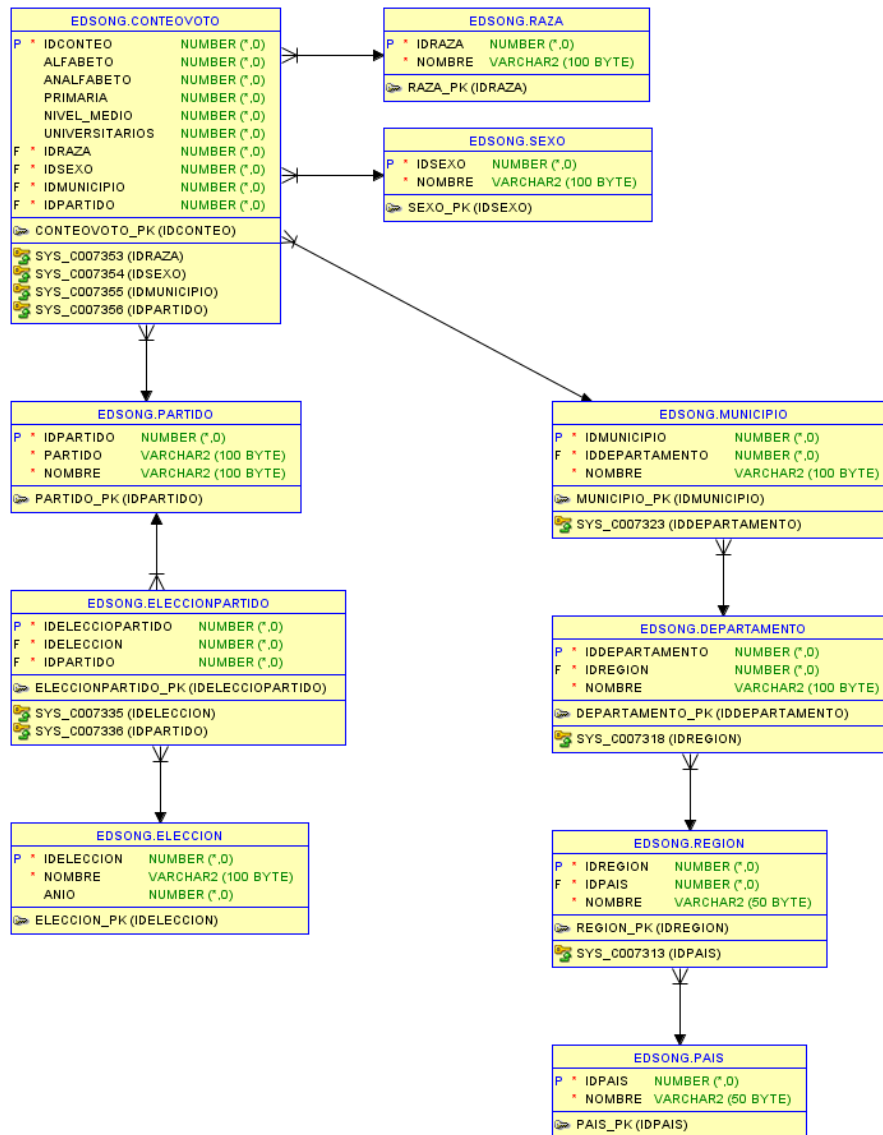 EDSONG.CONTEOVOTO
P * IDCONTEO NUMBER (*,0)
ALFABETO NUMBER (*,0)
ANALFABETO NUMBER (*,0)
PRIMARIA NUMBER (*,0)
NIVEL_MEDIO NUMBER (*,0)
UNIVERSITARIOS NUMBER (*,0)
F * IDRAZA NUMBER (*,0)
F * IDSEXO NUMBER (*,0)
F * IDMUNICIPIO NUMBER (*,0)
F * IDPARTIDO NUMBER (*,0)
CONTEOVOTO_PK (IDCONTEO)
SYS_C007353 (IDRAZA)
SYS_C007354 (IDSEXO)
SYS_C007355 (IDMUNICIPIO)
SYS_C007356 (IDPARTIDO)
EDSONG.RAZA
P * IDRAZA NUMBER (*,0)
* NOMBRE VARCHAR2 (100 BYTE)
RAZA_PK (IDRAZA)
EDSONG.SEXO
P * IDSEXO NUMBER (*,0)
* NOMBRE VARCHAR2 (100 BYTE)
SEXO_PK (IDSEXO)
EDSONG.PARTIDO
P * IDPARTIDO NUMBER (*,0)
* PARTIDO VARCHAR2 (100 BYTE)
* NOMBRE VARCHAR2 (100 BYTE)
PARTIDO_PK (IDPARTIDO)
EDSONG.MUNICIPIO
P * IDMUNICIPIO NUMBER (*,0)
F * IDDEPARTAMENTO NUMBER (*,0)
* NOMBRE VARCHAR2 (100 BYTE)
MUNICIPIO_PK (IDMUNICIPIO)
SYS_C007323 (IDDEPARTAMENTO)
EDSONG.ELECCIONPARTIDO
P * IDELECCIOPARTIDO NUMBER (*,0)
F * IDELECCION NUMBER (*,0)
F * IDPARTIDO NUMBER (*,0)
ELECCIONPARTIDO_PK (IDELECCIOPARTIDO)
SYS_C007335 (IDELECCION)
SYS_C007336 (IDPARTIDO)
EDSONG.DEPARTAMENTO
P * IDDEPARTAMENTO NUMBER (*,0)
F * IDREGION NUMBER (*,0)
* NOMBRE VARCHAR2 (100 BYTE)
DEPARTAMENTO_PK (IDDEPARTAMENTO)
SYS_C007318 (IDREGION)
EDSONG.ELECCION
P * IDELECCION NUMBER (*,0)
* NOMBRE VARCHAR2 (100 BYTE)
ANIO NUMBER (*,0)
ELECCION_PK (IDELECCION)
EDSONG.REGION
P * IDREGION NUMBER (*,0)
F * IDPAIS NUMBER (*,0)
* NOMBRE VARCHAR2 (50 BYTE)
REGION_PK (IDREGION)
SYS_C007313 (IDPAIS)
EDSONG.PAIS
P * IDPAIS NUMBER (*,0)
* NOMBRE VARCHAR2 (50 BYTE)
PAIS_PK (IDPAIS)